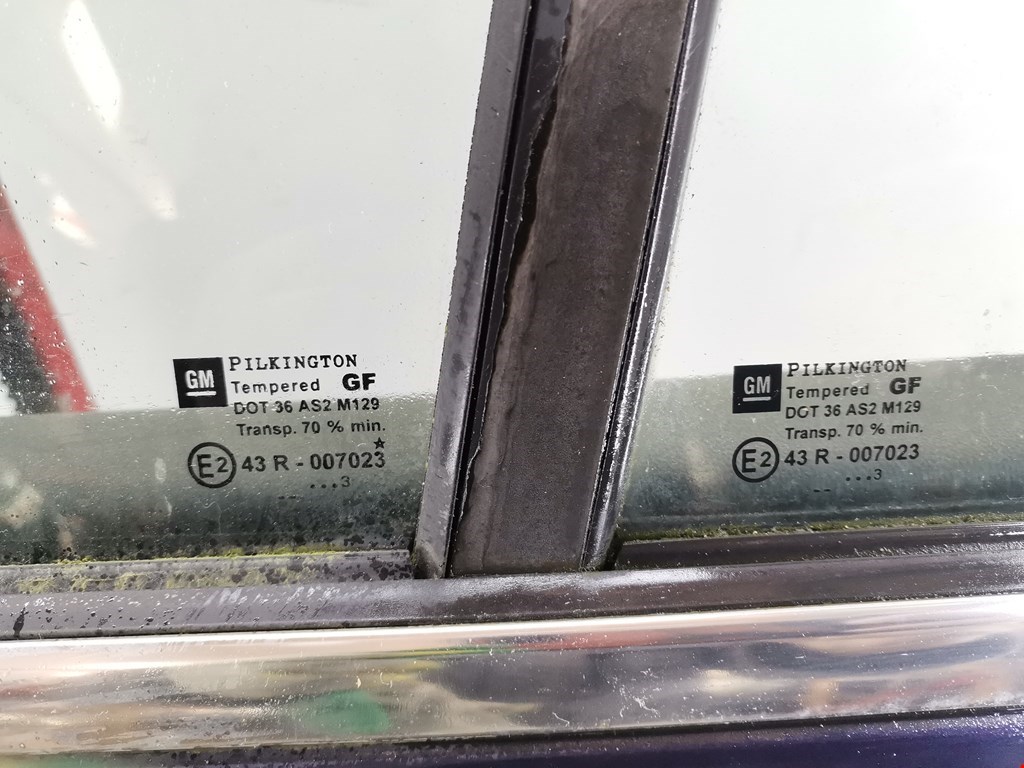 GM
PILKINGTON
Tempered GF
DOT 36 AS2 M129
Transp. 70 % min.
E2 43 R - 007023
...3
--
GM
PILKINGTON
Tempered GF
DOT 36 AS2 M129
Transp. 70 % min.
E2 43 R - 007023
...3
--